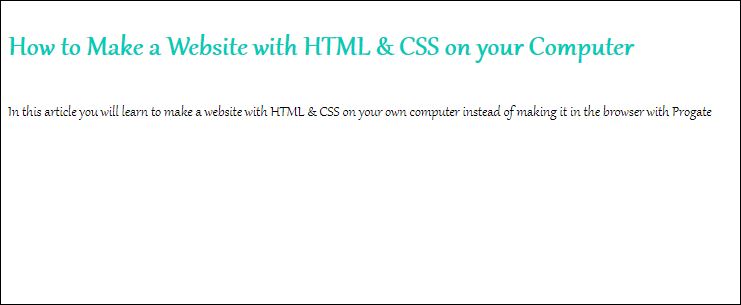 How to Make a Website with HTML & CSS on your Computer
In this article you will learn to make a website with HTML & CSS on your own computer instead of making it in the browser with Progate